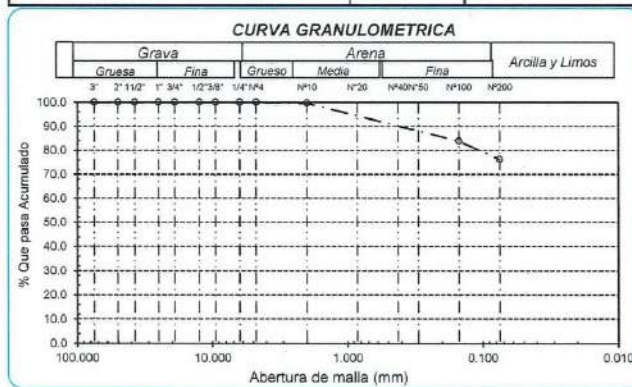 CURVA GRANULOMETRICA
Grava Arena Arcilla y Limos
Gruesa Fina Grueso Media Fina
3" 2" 1 1/2" 1" 3/4" 1/2" 3/8" 1/4" Nº4 Nº10 Nº20 Nº40 Nº50 Nº100 Nº200
% Que pasa Acumulado
100.0
90.0
80.0
70.0
60.0
50.0
40.0
30.0
20.0
10.0
0.0
100.000 10.000 1.000 0.100 0.010
Abertura de malla (mm)